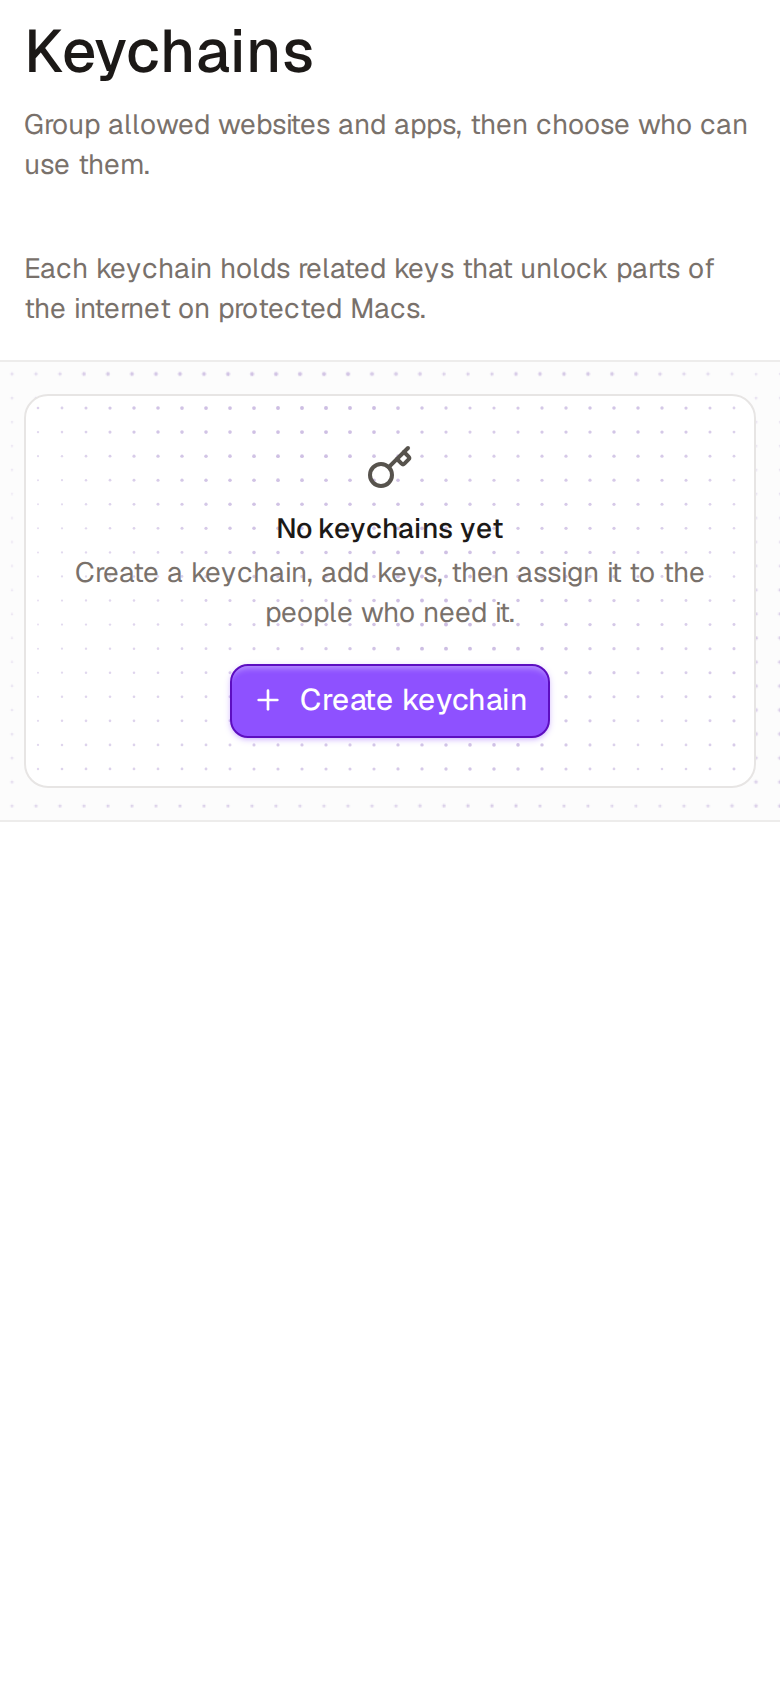 Keychains
Group allowed websites and apps, then choose who can
use them.
Each keychain holds related keys that unlock parts of
the internet on protected Macs.
No keychains yet
Create a keychain, add keys, then assign it to the
people who need it.
Create keychain